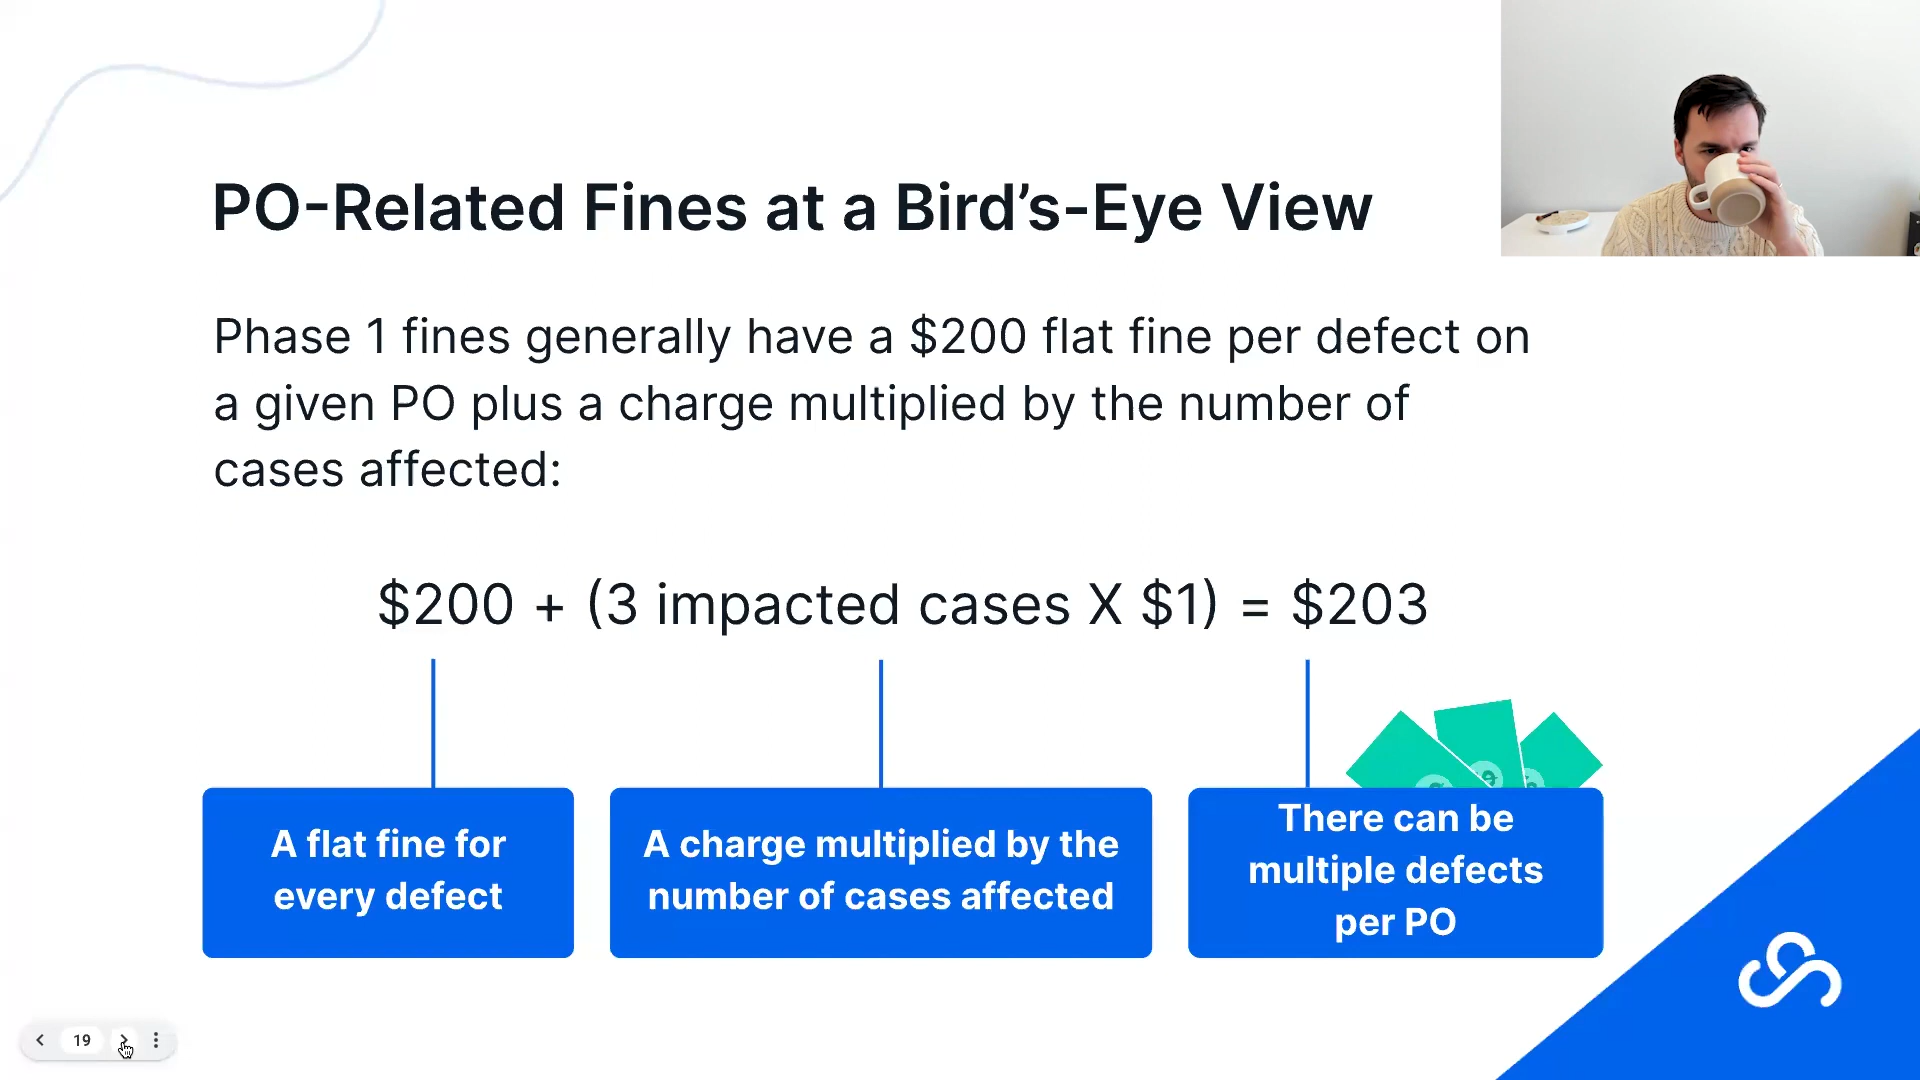 PO-Related Fines at a Bird’s-Eye View
Phase 1 fines generally have a $200 flat fine per defect on
a given PO plus a charge multiplied by the number of
cases affected:
$200 + (3 impacted cases X $1) = $203
A flat fine for
every defect
A charge multiplied by the
number of cases affected
There can be
multiple defects
per PO
19